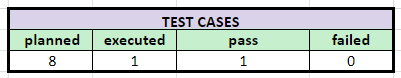 TEST CASES
planned executed pass failed
8 1 1 0